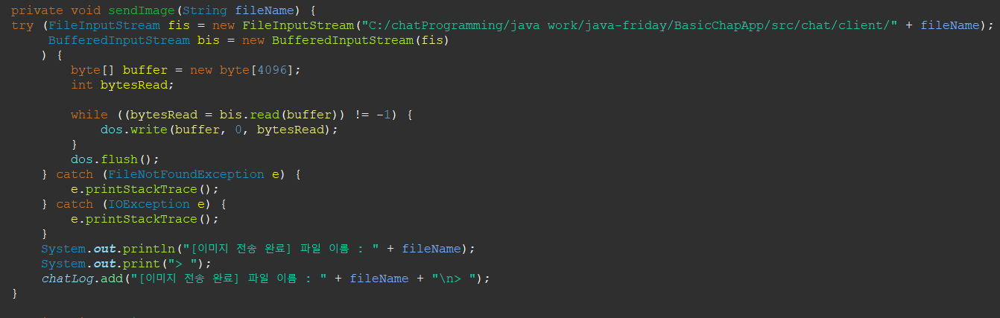 private void sendImage(String fileName) {
try (FileInputStream fis = new FileInputStream("C:/chatProgramming/java work/java-friday/BasicChapApp/src/chat/client/" + fileName);
BufferedInputStream bis = new BufferedInputStream(fis)
) {
byte[] buffer = new byte[4096];
int bytesRead;
while ((bytesRead = bis.read(buffer)) != -1) {
dos.write(buffer, 0, bytesRead);
}
dos.flush();
} catch (FileNotFoundException e) {
e.printStackTrace();
} catch (IOException e) {
e.printStackTrace();
}
System.out.println("[이미지 전송 완료] 파일 이름 : " + fileName);
System.out.print("> ");
chatLog.add("[이미지 전송 완료] 파일 이름 : " + fileName + "\n> ");
}